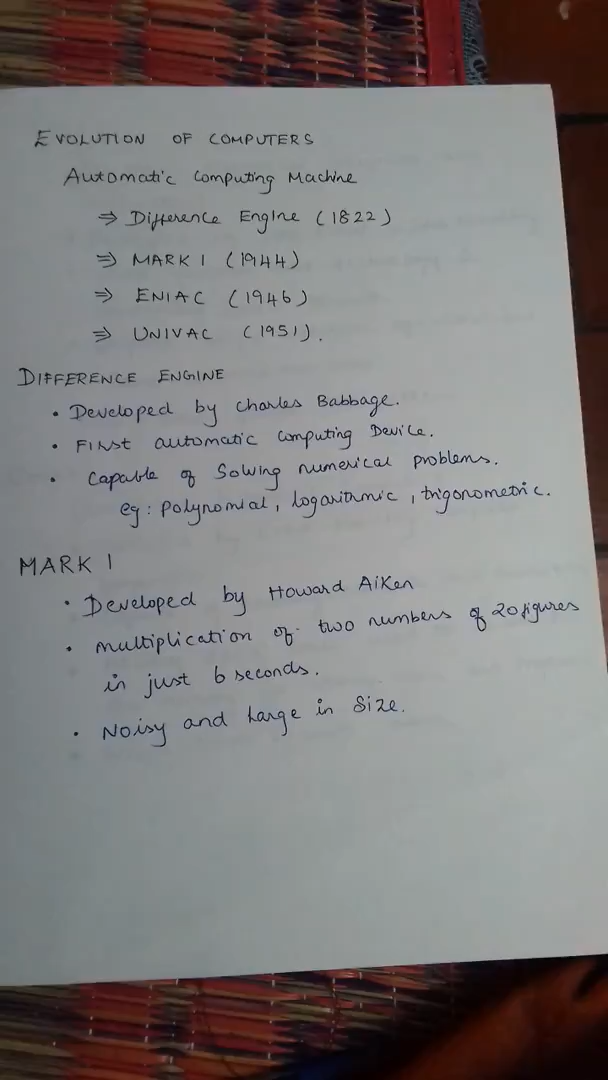 EVOLUTION OF COMPUTERS
Automatic Computing Machine
⇒ Difference Engine (1822)
⇒ MARK I (1944)
⇒ ENIAC (1946)
⇒ UNIVAC (1951).
DIFFERENCE ENGINE
• Developed by Charles Babbage.
• First automatic computing Device.
• Capable of Solving numerical problems.
eg: polynomial, logarithmic, trigonometric.
MARK I
• Developed by Howard Aiken
• multiplication of two numbers of 20 figures
in just 6 seconds.
• Noisy and large in Size.